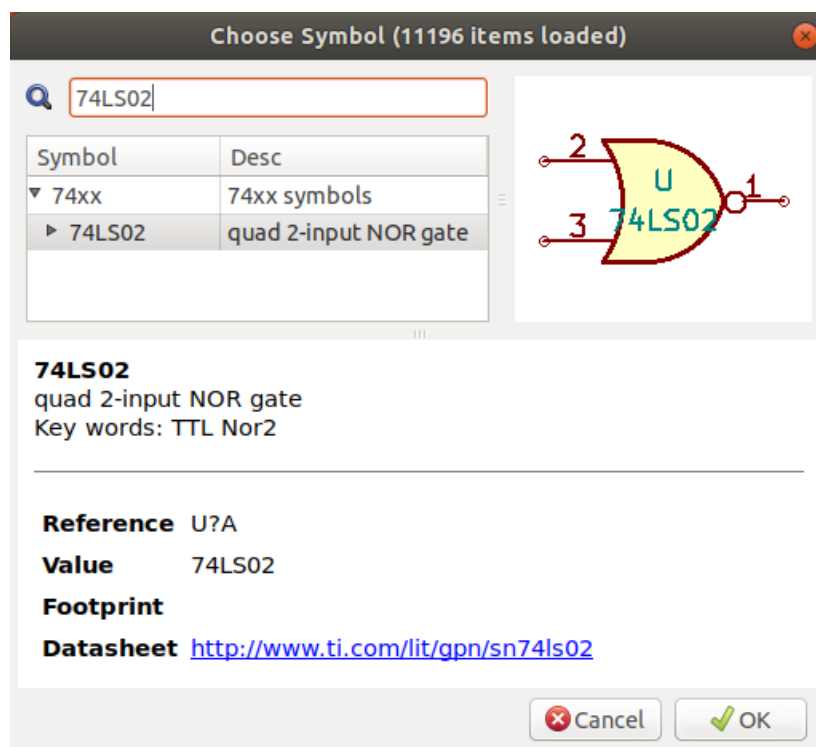 Choose Symbol (11196 items loaded)
74LS02
Symbol Desc
74xx 74xx symbols
74LS02 quad 2-input NOR gate
2
U
1
74LS02
3
74LS02
quad 2-input NOR gate
Key words: TTL Nor2
Reference U?A
Value 74LS02
Footprint
Datasheet http://www.ti.com/lit/gpn/sn74ls02
Cancel OK